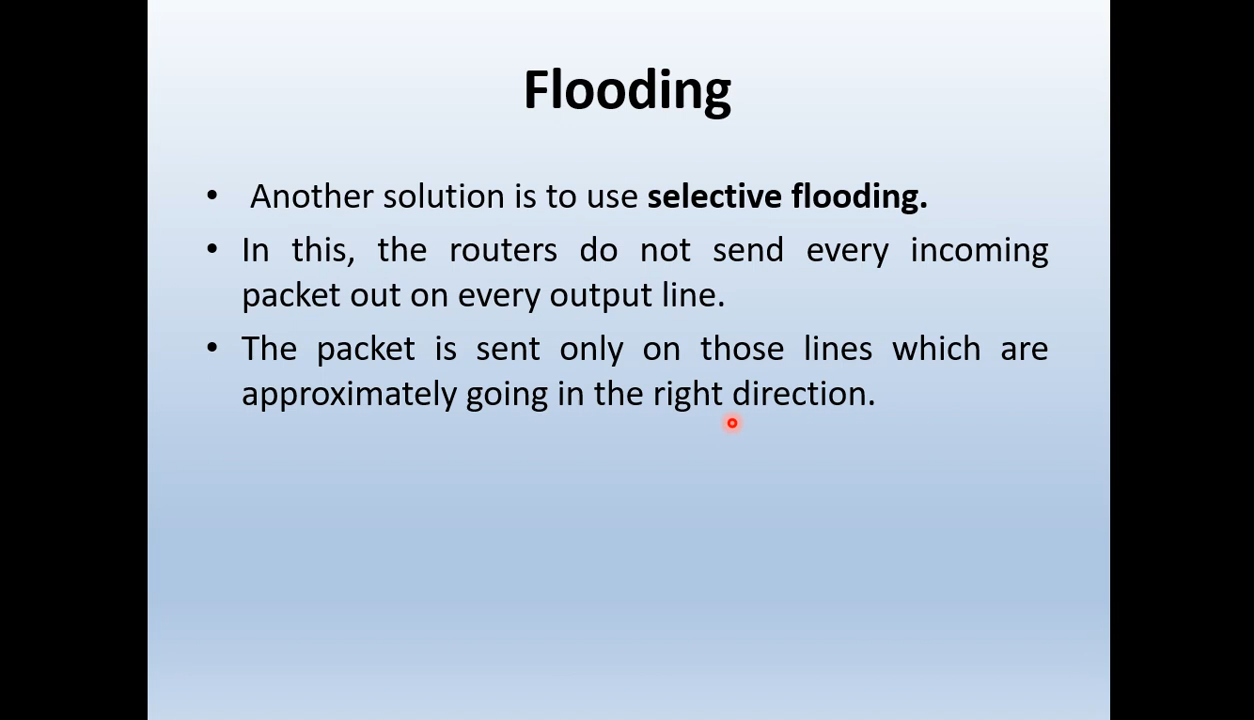 Flooding
• Another solution is to use selective flooding.
• In this, the routers do not send every incoming
packet out on every output line.
• The packet is sent only on those lines which are
approximately going in the right direction.